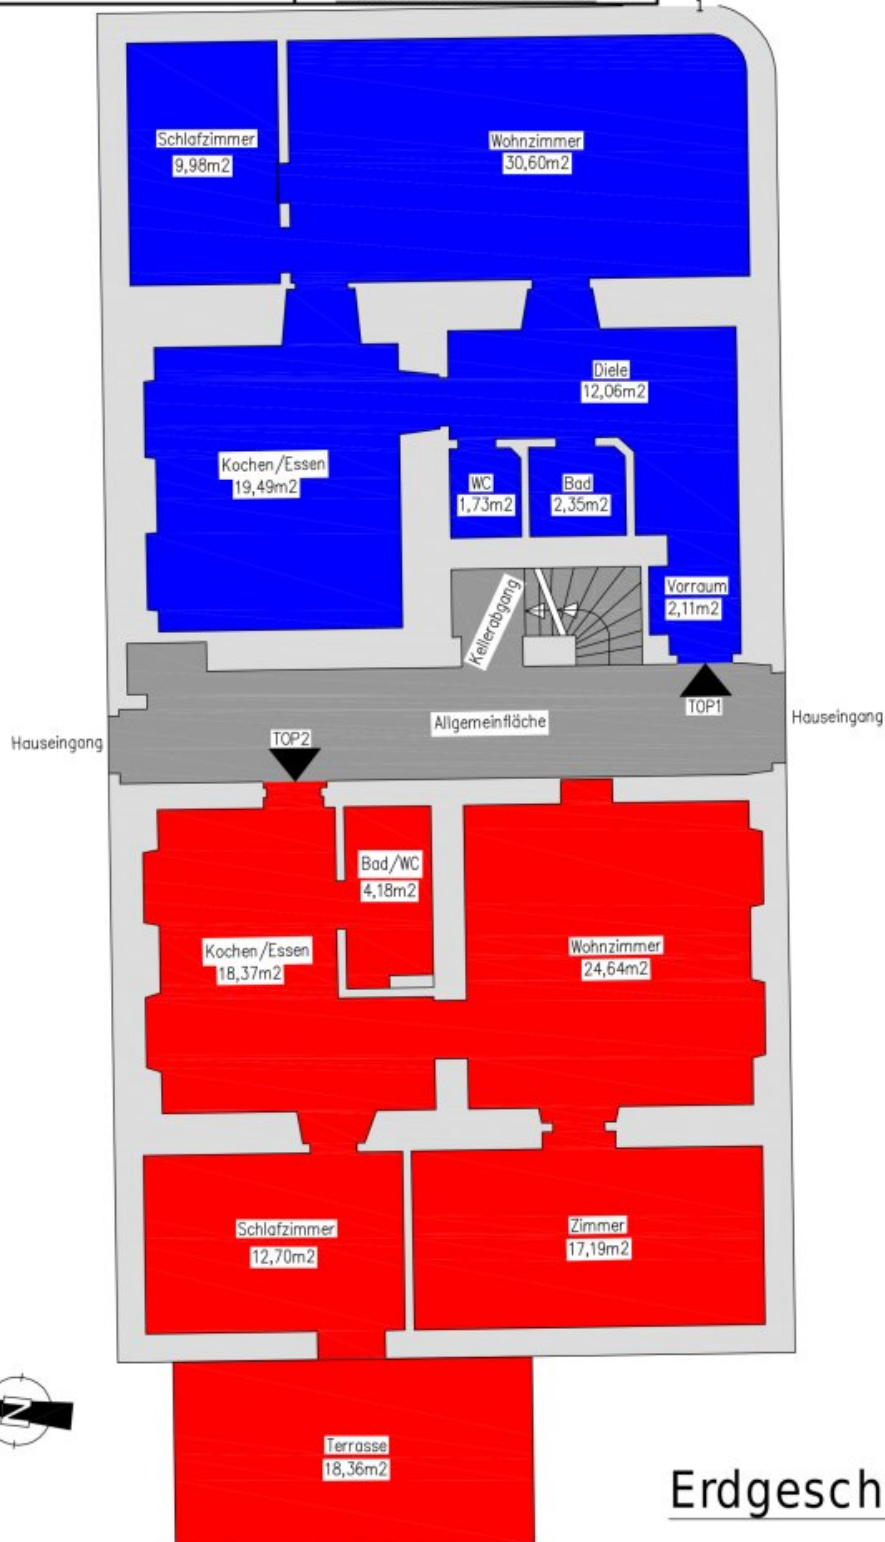 1
Schlafzimmer
9,98m2
Wohnzimmer
30,60m2
Diele
12,06m2
Kochen/Essen
19,49m2
WC
1,73m2
Bad
2,35m2
Kellerabgang
Vorraum
2,11m2
TOP1
Allgemeinfläche
Hauseingang
Hauseingang
TOP2
Bad/WC
4,18m2
Kochen/Essen
18,37m2
Wohnzimmer
24,64m2
Schlafzimmer
12,70m2
Zimmer
17,19m2
N
Terrasse
18,36m2
Erdgesch